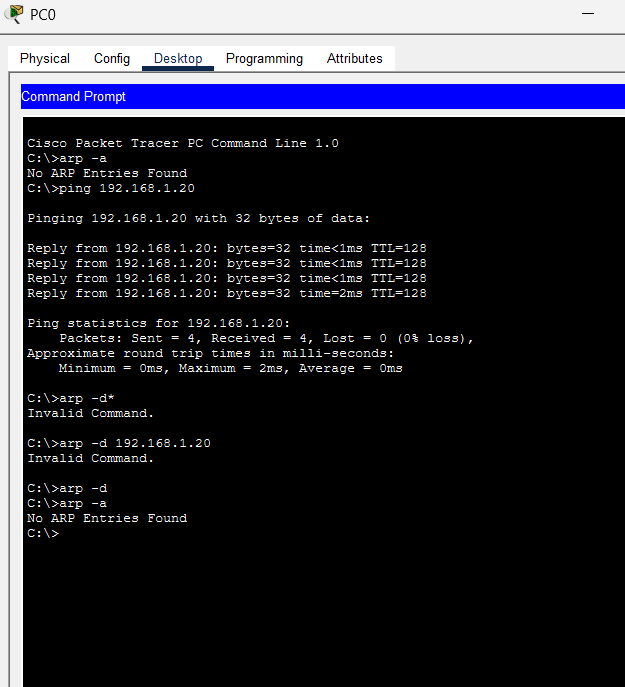 PC0
Physical Config Desktop Programming Attributes
Command Prompt
Cisco Packet Tracer PC Command Line 1.0
C:\>arp -a
No ARP Entries Found
C:\>ping 192.168.1.20
Pinging 192.168.1.20 with 32 bytes of data:
Reply from 192.168.1.20: bytes=32 time<1ms TTL=128
Reply from 192.168.1.20: bytes=32 time<1ms TTL=128
Reply from 192.168.1.20: bytes=32 time<1ms TTL=128
Reply from 192.168.1.20: bytes=32 time=2ms TTL=128
Ping statistics for 192.168.1.20:
    Packets: Sent = 4, Received = 4, Lost = 0 (0% loss),
Approximate round trip times in milli-seconds:
    Minimum = 0ms, Maximum = 2ms, Average = 0ms
C:\>arp -d*
Invalid Command.
C:\>arp -d 192.168.1.20
Invalid Command.
C:\>arp -d
C:\>arp -a
No ARP Entries Found
C:\>